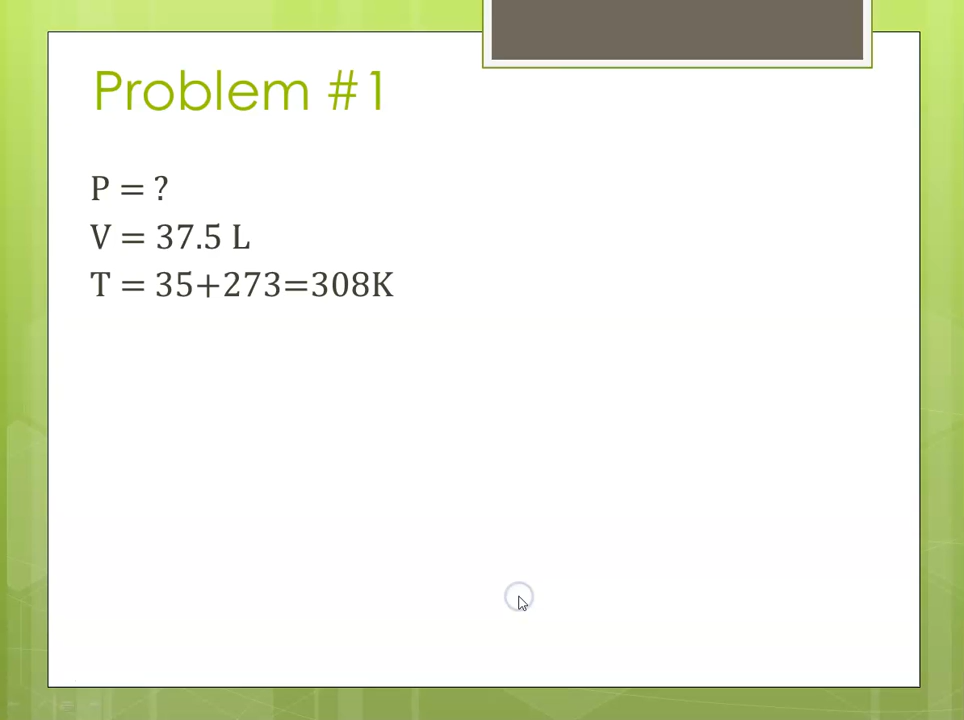 Problem #1
P = ?
V = 37.5 L
T = 35+273=308K